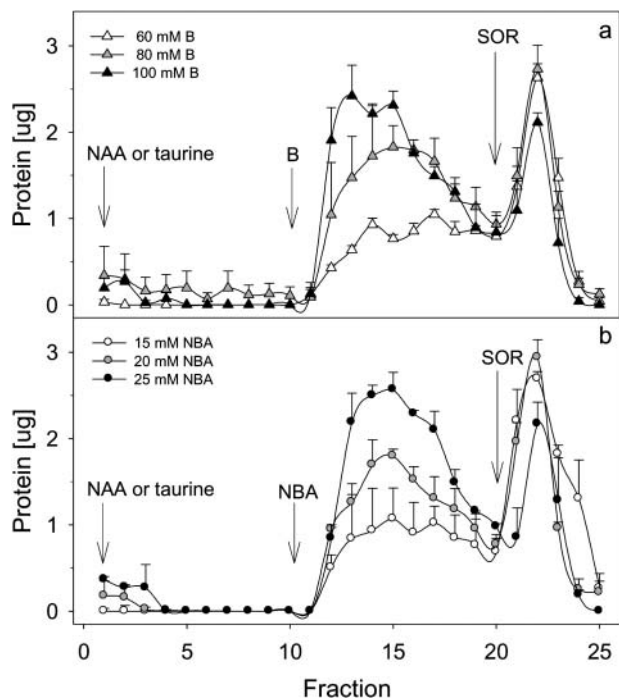 60 mM B
80 mM B
100 mM B
SOR
a
NAA or taurine
B
Protein [ug]
3
2
1
0
15 mM NBA
20 mM NBA
25 mM NBA
SOR
b
NAA or taurine
NBA
Protein [ug]
3
2
1
0
0
5
10
15
20
25
Fraction